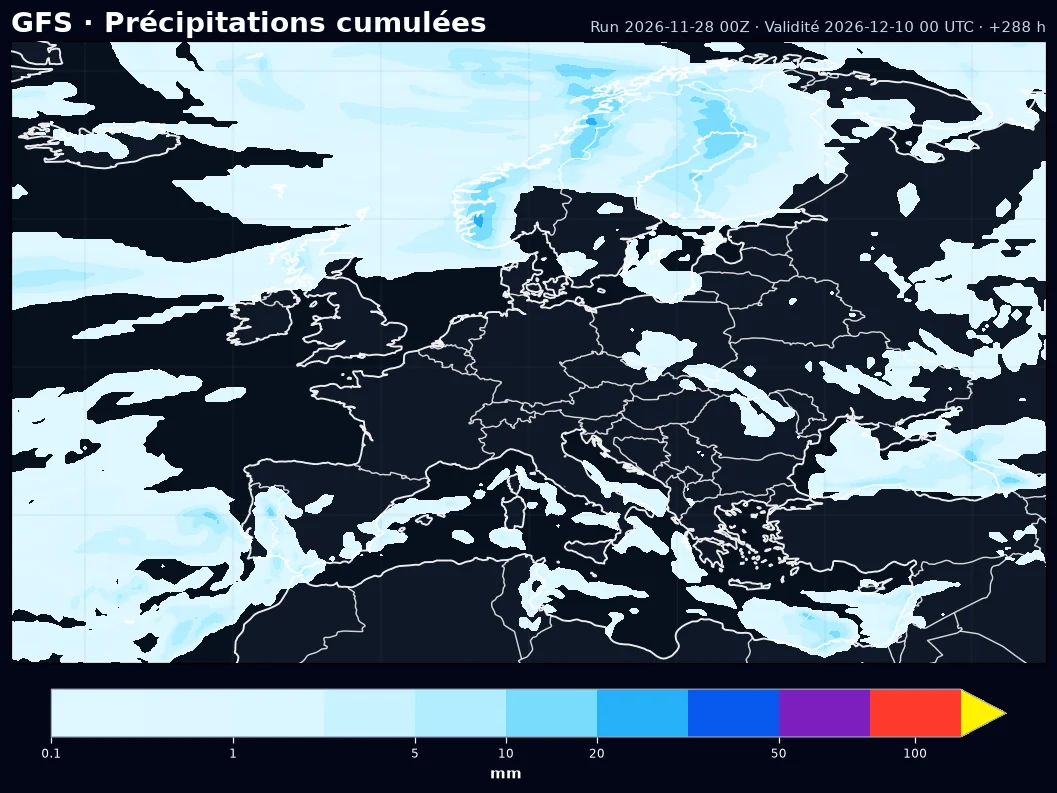 GFS · Précipitations cumulées
Run 2026-11-28 00Z · Validité 2026-12-10 00 UTC · +288 h
0.1 1 5 10 20 50 100
mm